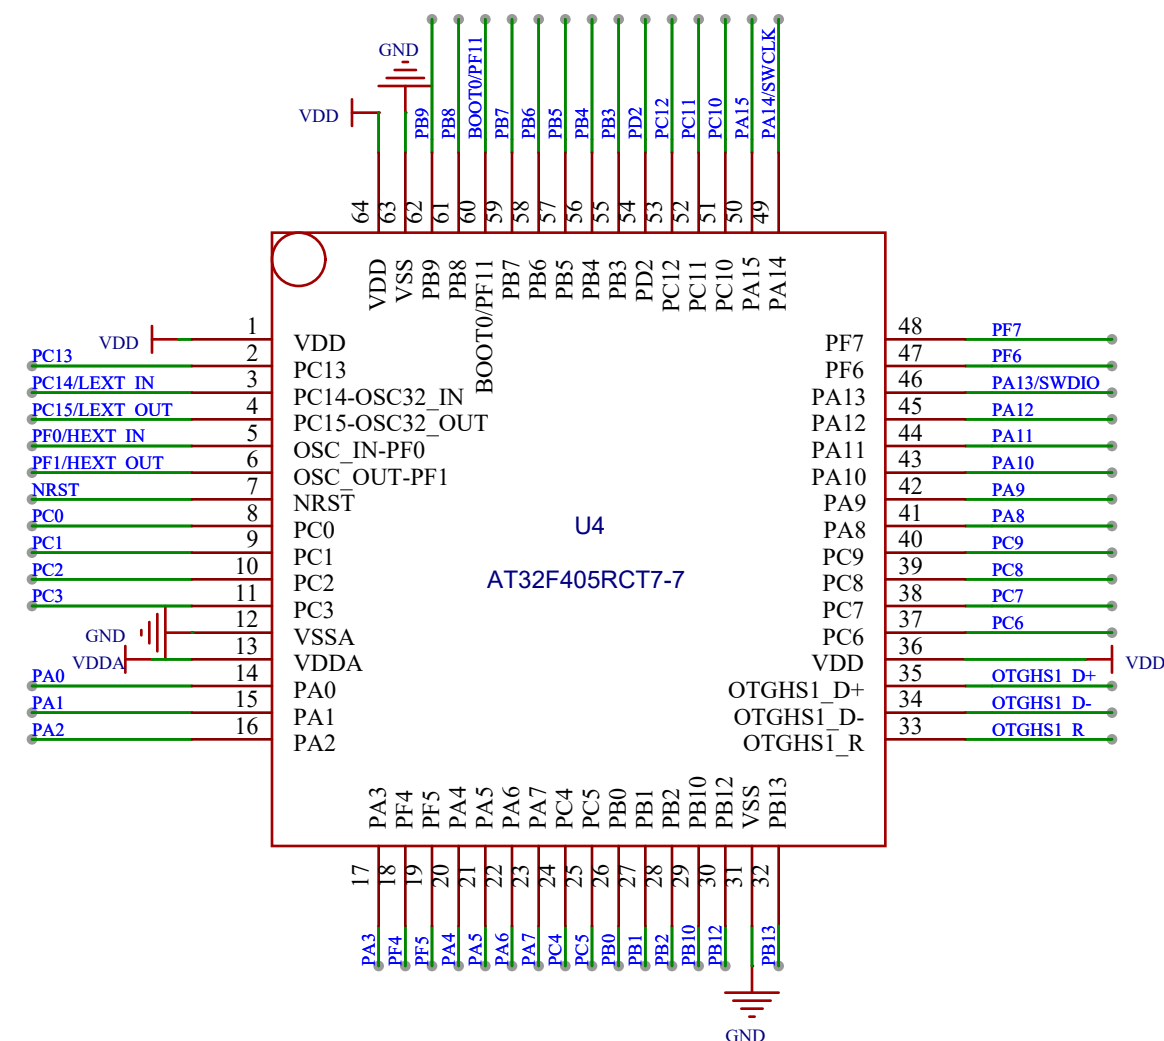 GND
VDD
PB9
PB8
BOOT0/PF11
PB7
PB6
PB5
PB4
PB3
PD2
PC12
PC11
PC10
PA15
PA14/SWCLK
64
63
62
61
60
59
58
57
56
55
54
53
52
51
50
49
VDD
VSS
PB9
PB8
BOOT0/PF11
PB7
PB6
PB5
PB4
PB3
PD2
PC12
PC11
PC10
PA15
PA14
VDD 1 VDD
PC13 2 PC13
PC14/LEXT_IN 3 PC14-OSC32_IN
PC15/LEXT_OUT 4 PC15-OSC32_OUT
PF0/HEXT_IN 5 OSC_IN-PF0
PF1/HEXT_OUT 6 OSC_OUT-PF1
NRST 7 NRST
PC0 8 PC0
PC1 9 PC1
PC2 10 PC2
PC3 11 PC3
GND 12 VSSA
VDDA 13 VDDA
PA0 14 PA0
PA1 15 PA1
PA2 16 PA2
U4
AT32F405RCT7-7
PF7 48 PF7
PF6 47 PF6
PA13 46 PA13/SWDIO
PA12 45 PA12
PA11 44 PA11
PA10 43 PA10
PA9 42 PA9
PA8 41 PA8
PC9 40 PC9
PC8 39 PC8
PC7 38 PC7
PC6 37 PC6
VDD 36 VDD
OTGHS1_D+ 35 OTGHS1_D+
OTGHS1_D- 34 OTGHS1_D-
OTGHS1_R 33 OTGHS1_R
PA3
PF4
PF5
PA4
PA5
PA6
PA7
PC4
PC5
PB0
PB1
PB2
PB10
PB12
VSS
PB13
17
18
19
20
21
22
23
24
25
26
27
28
29
30
31
32
PA3
PF4
PF5
PA4
PA5
PA6
PA7
PC4
PC5
PB0
PB1
PB2
PB10
PB12
PB13
GND